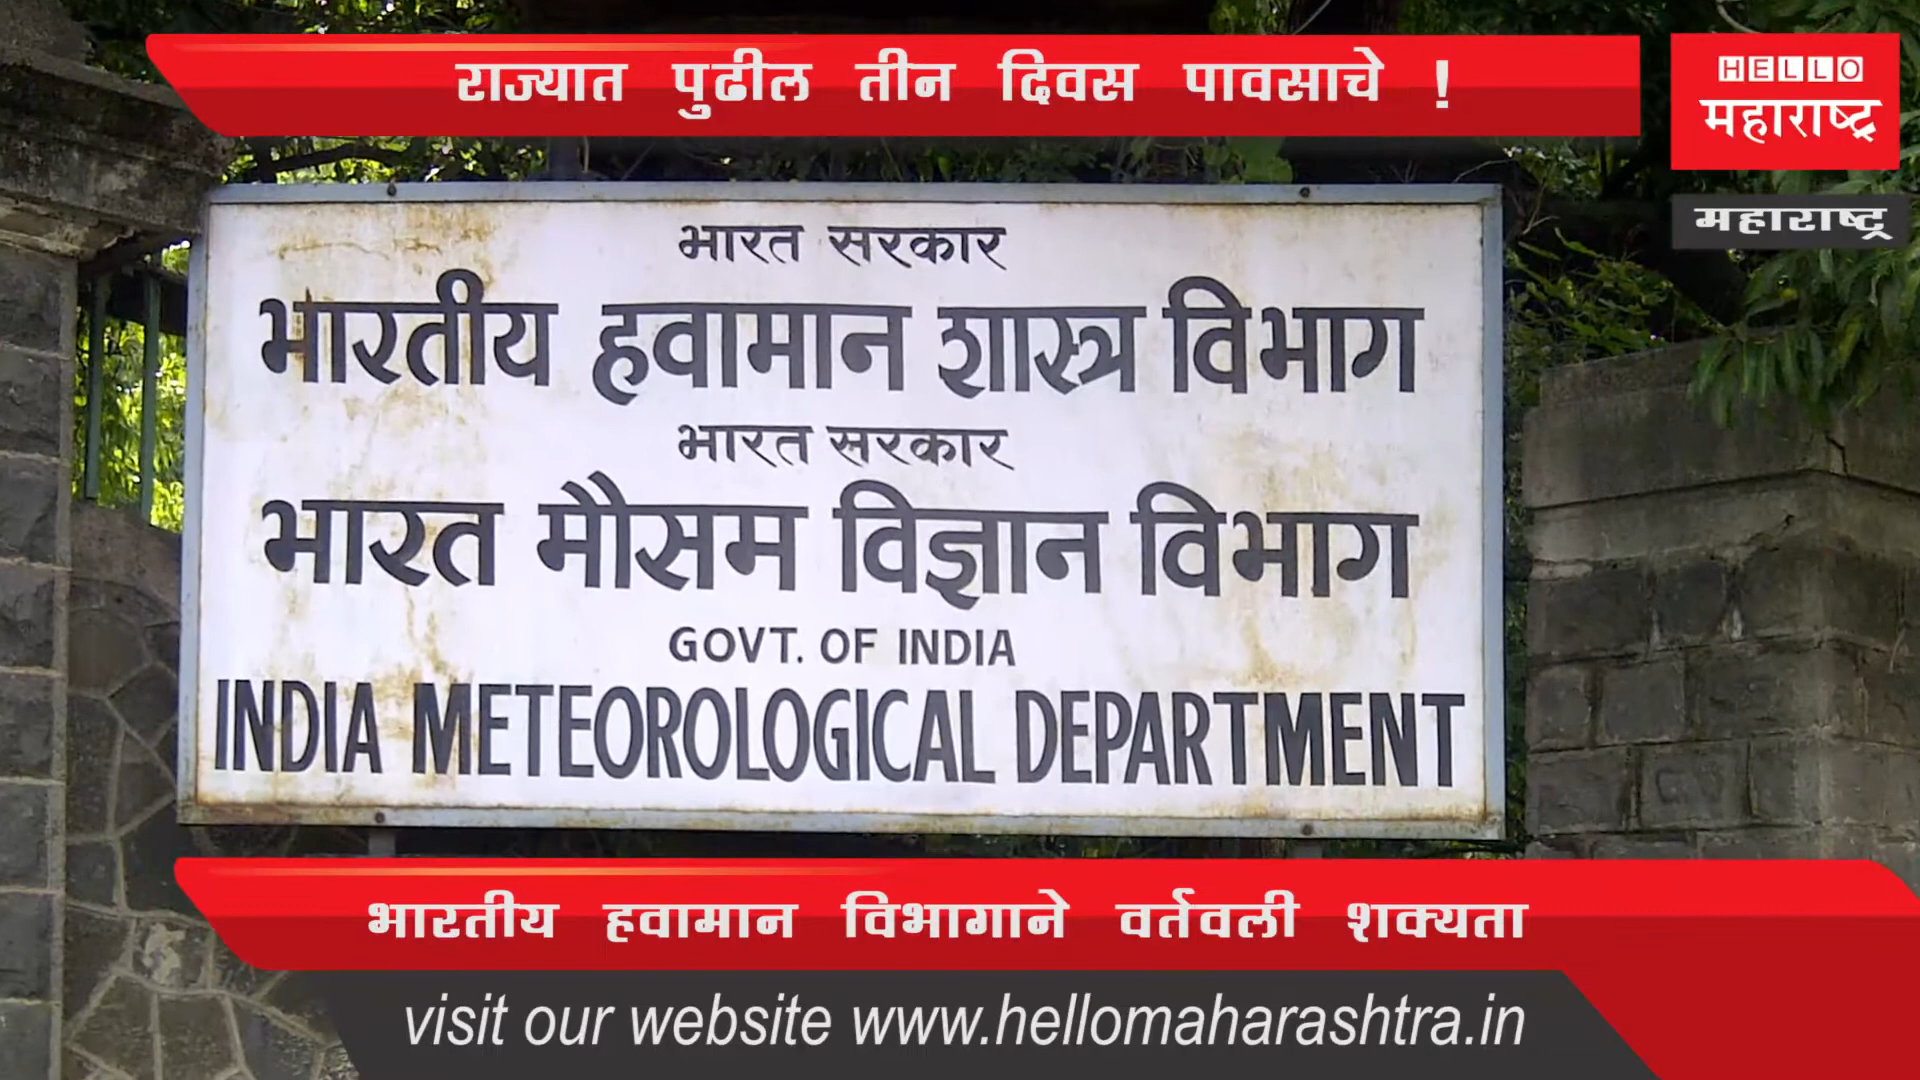 राज्यात पुढील तीन दिवस पावसाचे !
HELLO
महाराष्ट्र
महाराष्ट्र
भारत सरकार
भारतीय हवामान शास्त्र विभाग
भारत सरकार
भारत मौसम विज्ञान विभाग
GOVT. OF INDIA
INDIA METEOROLOGICAL DEPARTMENT
भारतीय हवामान विभागाने वर्तवली शक्यता
visit our website www.hellomaharashtra.in